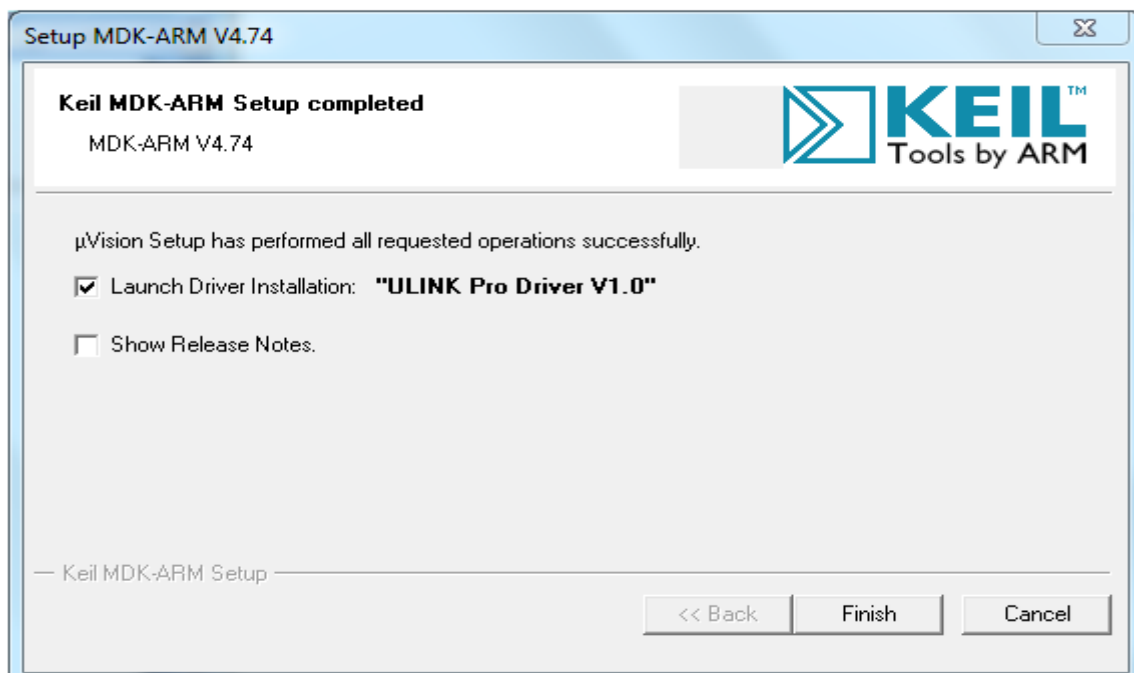 Setup MDK-ARM V4.74
Keil MDK-ARM Setup completed
MDK-ARM V4.74
KEIL™
Tools by ARM
µVision Setup has performed all requested operations successfully.
Launch Driver Installation: "ULINK Pro Driver V1.0"
Show Release Notes.
Keil MDK-ARM Setup
<< Back Finish Cancel